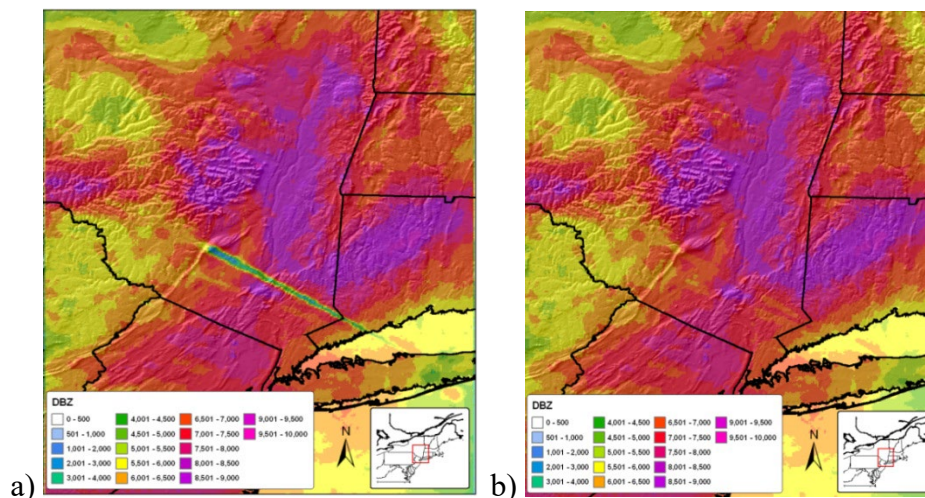 a)
DBZ
0 - 500
501 - 1,000
1,001 - 2,000
2,001 - 3,000
3,001 - 4,000
4,001 - 4,500
4,501 - 5,000
5,001 - 5,500
5,501 - 6,000
6,001 - 6,500
6,501 - 7,000
7,001 - 7,500
7,501 - 8,000
8,001 - 8,500
8,501 - 9,000
9,001 - 9,500
9,501 - 10,000
N
b)
DBZ
0 - 500
501 - 1,000
1,001 - 2,000
2,001 - 3,000
3,001 - 4,000
4,001 - 4,500
4,501 - 5,000
5,001 - 5,500
5,501 - 6,000
6,001 - 6,500
6,501 - 7,000
7,001 - 7,500
7,501 - 8,000
8,001 - 8,500
8,501 - 9,000
9,001 - 9,500
9,501 - 10,000
N